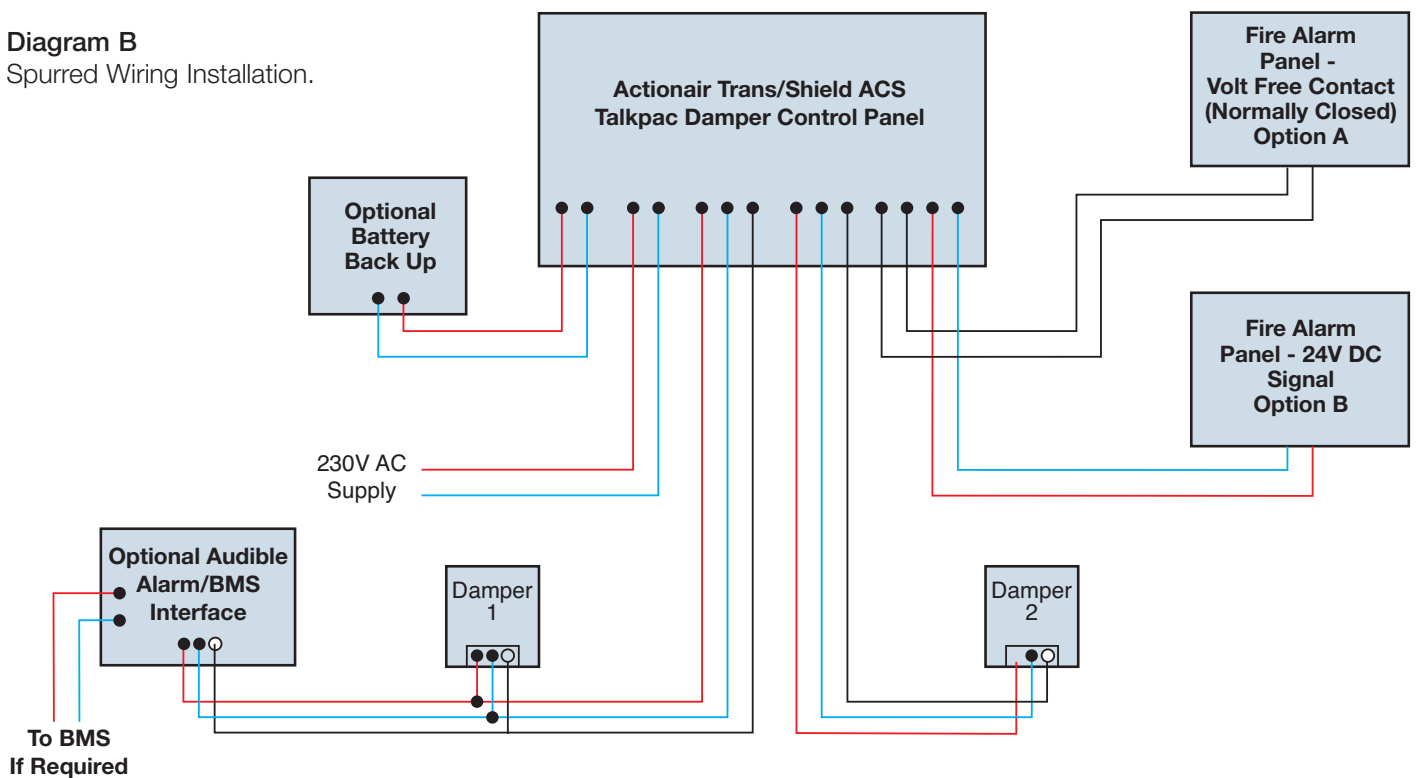 Diagram B
Spurred Wiring Installation.
Actionair Trans/Shield ACS
Talkpac Damper Control Panel
Fire Alarm
Panel -
Volt Free Contact
(Normally Closed)
Option A
Optional
Battery
Back Up
Fire Alarm
Panel - 24V DC
Signal
Option B
230V AC
Supply
Optional Audible
Alarm/BMS
Interface
Damper
1
Damper
2
To BMS
If Required